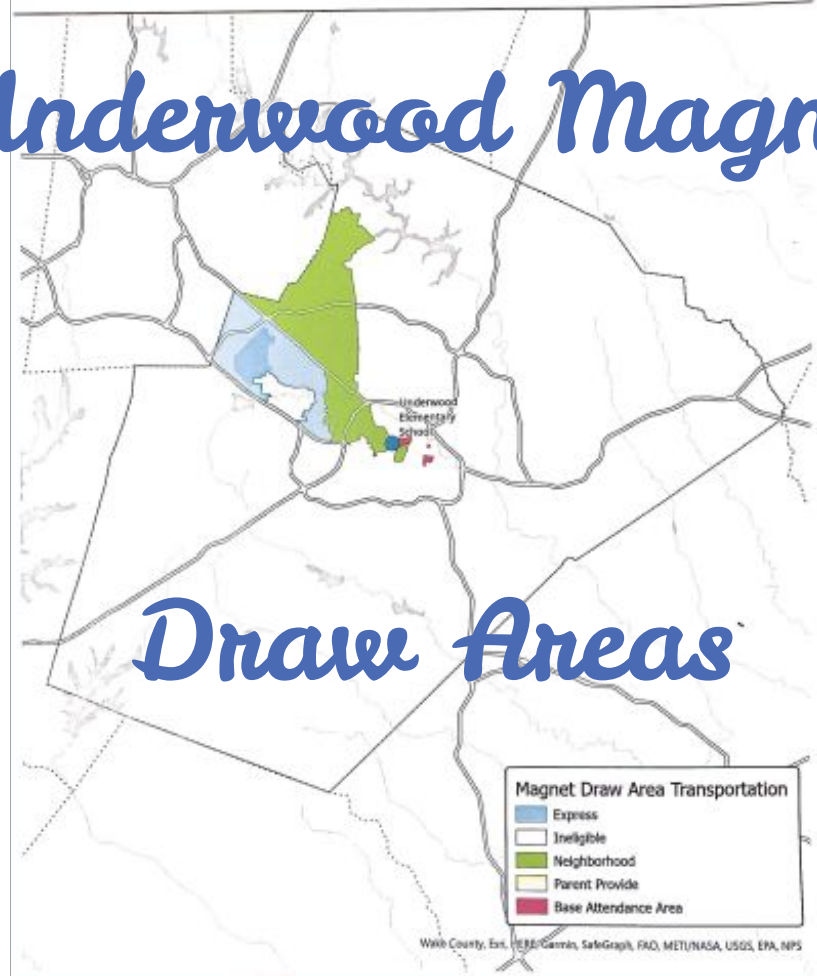 Underwood Magn
Underwood
Elementary
School
Draw Areas
Magnet Draw Area Transportation
Express
Ineligible
Neighborhood
Parent Provide
Base Attendance Area
Wake County, Esri, HERE, Garmin, SafeGraph, FAO, METI/NASA, USGS, EPA, NPS